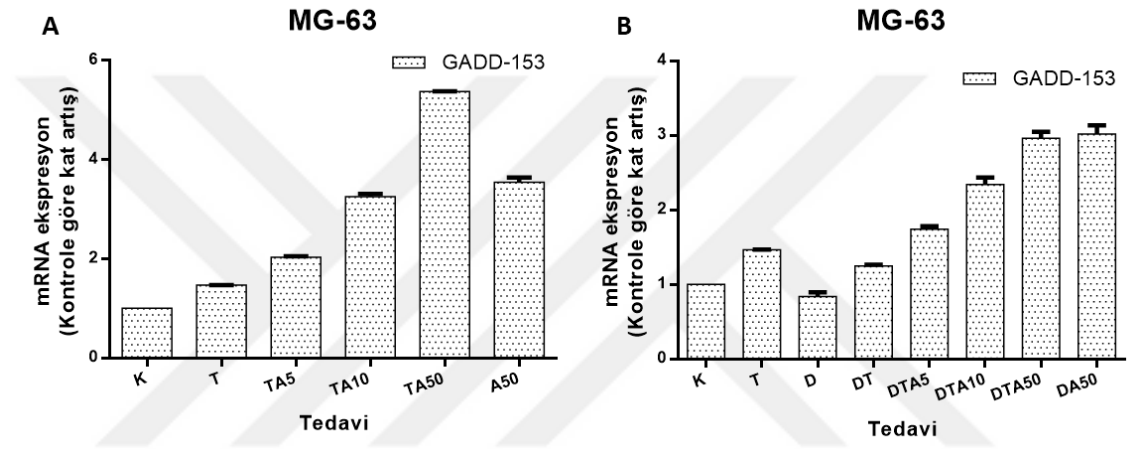 A
MG-63
GADD-153
mRNA ekspresyon
(Kontrole göre kat artış)
6
4
2
0
K
T
TA5
TA10
TA50
A50
Tedavi
B
MG-63
GADD-153
mRNA ekspresyon
(Kontrole göre kat artış)
4
3
2
1
0
K
T
D
DT
DTA5
DTA10
DTA50
DA50
Tedavi